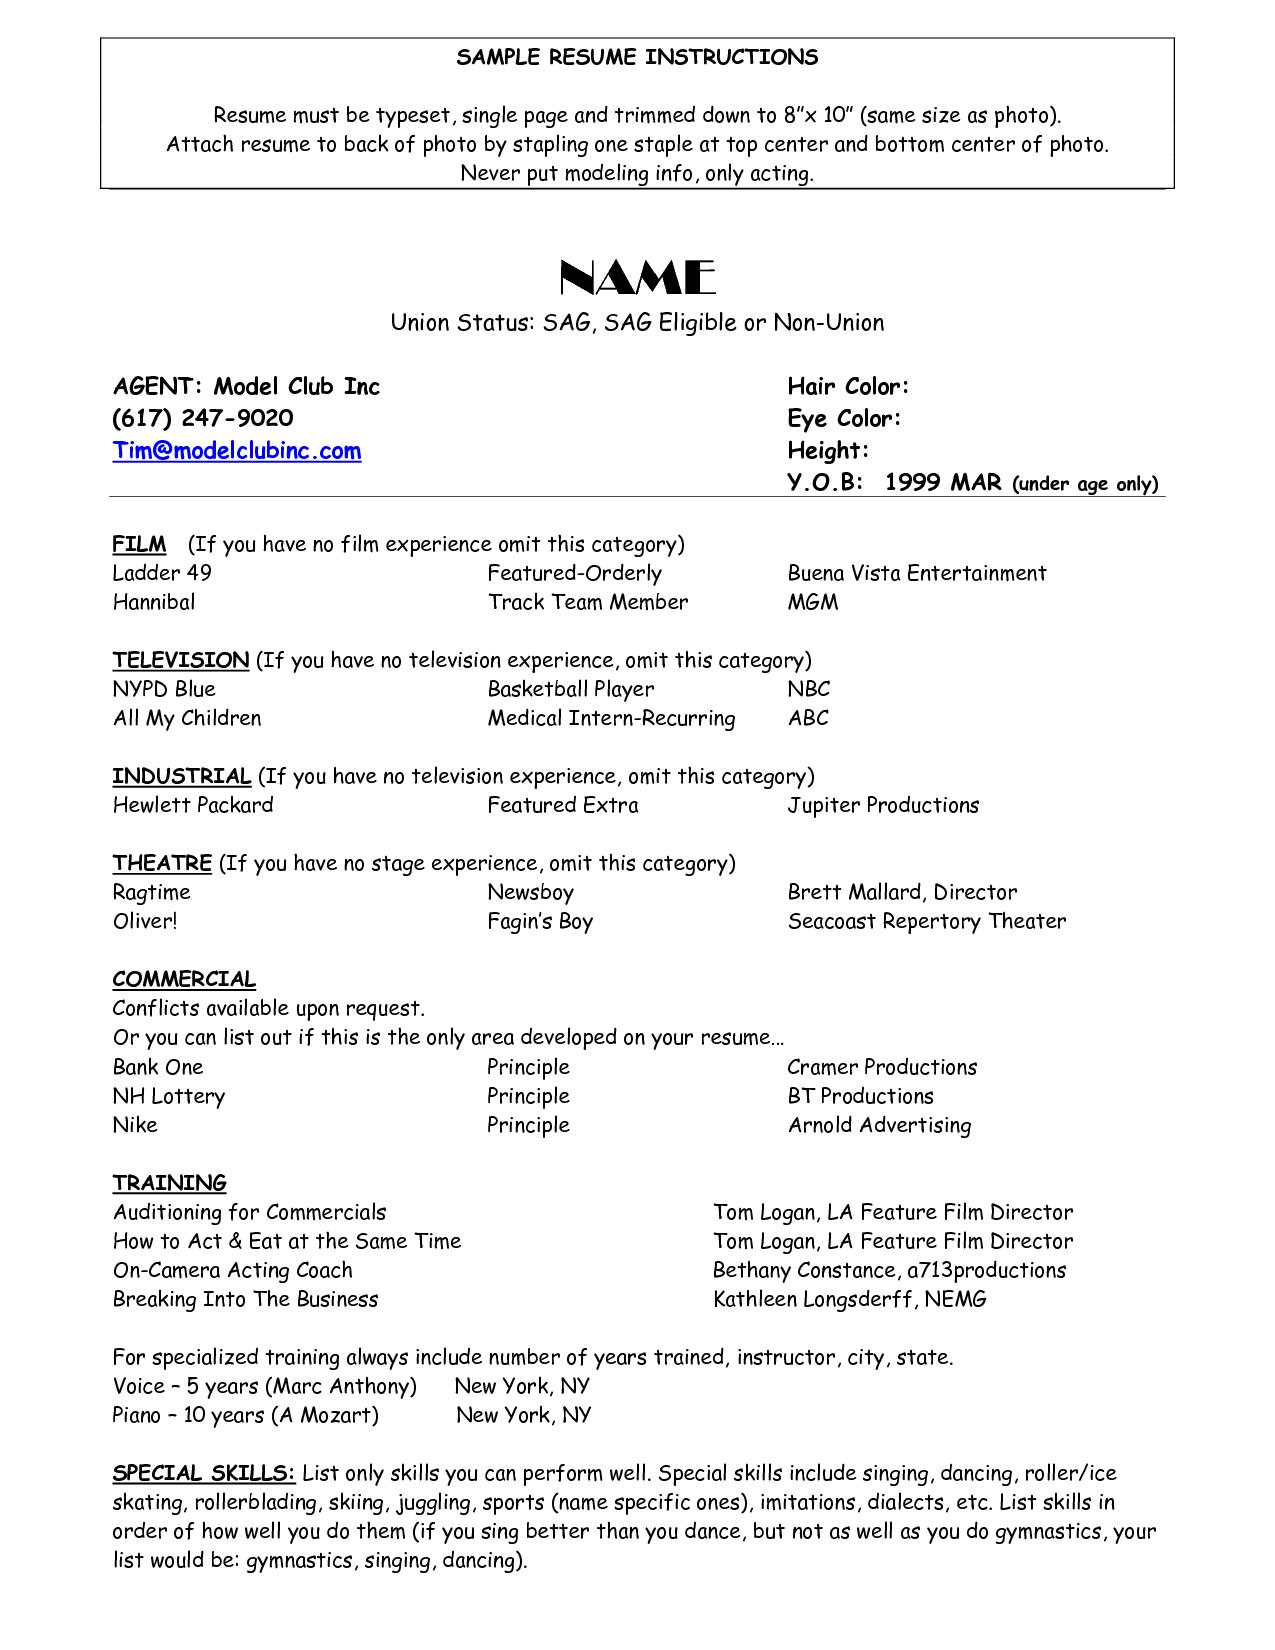 SAMPLE RESUME INSTRUCTIONS
Resume must be typeset, single page and trimmed down to 8”x 10” (same size as photo).
Attach resume to back of photo by stapling one staple at top center and bottom center of photo.
Never put modeling info, only acting.
NAME
Union Status: SAG, SAG Eligible or Non-Union
AGENT: Model Club Inc Hair Color:
(617) 247-9020 Eye Color:
Tim@modelclubinc.com Height:
Y.O.B: 1999 MAR (under age only)
FILM (If you have no film experience omit this category)
Ladder 49 Featured-Orderly Buena Vista Entertainment
Hannibal Track Team Member MGM
TELEVISION (If you have no television experience, omit this category)
NYPD Blue Basketball Player NBC
All My Children Medical Intern-Recurring ABC
INDUSTRIAL (If you have no television experience, omit this category)
Hewlett Packard Featured Extra Jupiter Productions
THEATRE (If you have no stage experience, omit this category)
Ragtime Newsboy Brett Mallard, Director
Oliver! Fagin’s Boy Seacoast Repertory Theater
COMMERCIAL
Conflicts available upon request.
Or you can list out if this is the only area developed on your resume…
Bank One Principle Cramer Productions
NH Lottery Principle BT Productions
Nike Principle Arnold Advertising
TRAINING
Auditioning for Commercials Tom Logan, LA Feature Film Director
How to Act & Eat at the Same Time Tom Logan, LA Feature Film Director
On-Camera Acting Coach Bethany Constance, a713productions
Breaking Into The Business Kathleen Longsderff, NEMG
For specialized training always include number of years trained, instructor, city, state.
Voice – 5 years (Marc Anthony) New York, NY
Piano – 10 years (A Mozart) New York, NY
SPECIAL SKILLS: List only skills you can perform well. Special skills include singing, dancing, roller/ice
skating, rollerblading, skiing, juggling, sports (name specific ones), imitations, dialects, etc. List skills in
order of how well you do them (if you sing better than you dance, but not as well as you do gymnastics, your
list would be: gymnastics, singing, dancing).